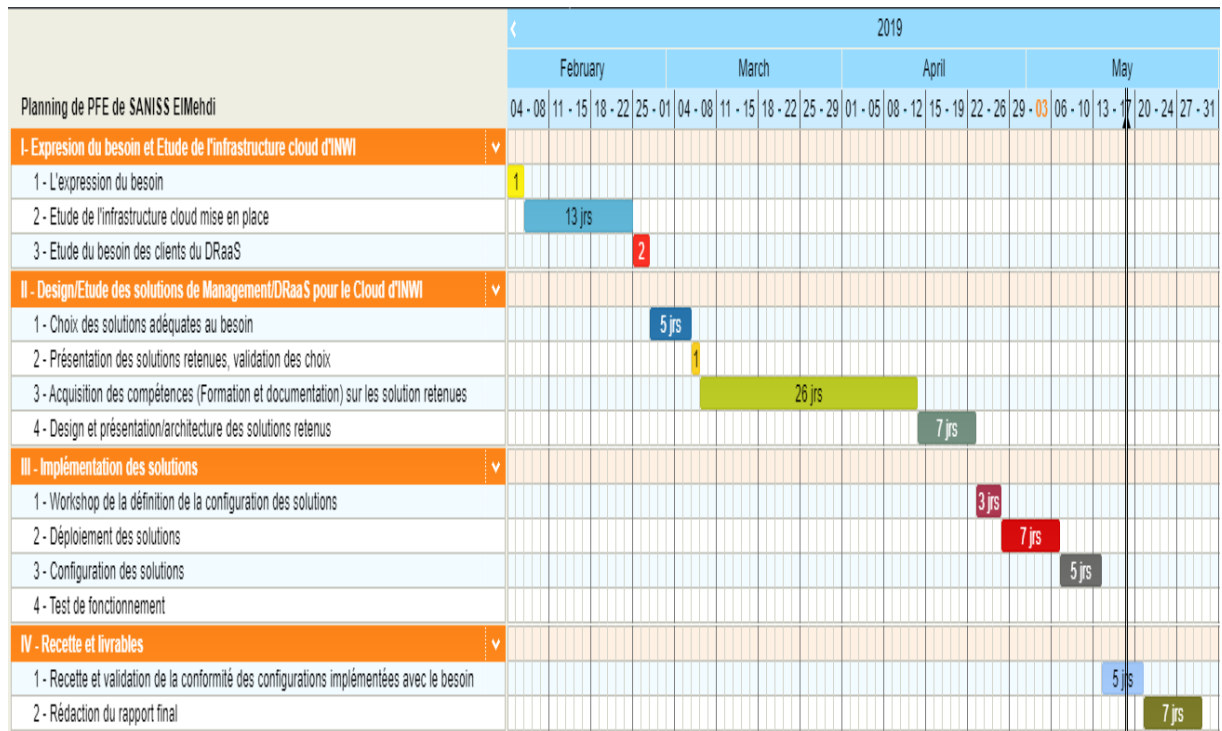 2019
February March April May
Planning de PFE de SANISS ElMehdi 04 - 08 11 - 15 18 - 22 25 - 01 04 - 08 11 - 15 18 - 22 25 - 29 01 - 05 08 - 12 15 - 19 22 - 26 29 - 03 06 - 10 13 - 17 20 - 24 27 - 31
I- Expresion du besoin et Etude de l'infrastructure cloud d'INWI
1 - L'expression du besoin 1
2 - Etude de l'infrastructure cloud mise en place 13 jrs
3 - Etude du besoin des clients du DRaaS 2
II - Design/Etude des solutions de Management/DRaaS pour le Cloud d'INWI
1 - Choix des solutions adéquates au besoin 5 jrs
2 - Présentation des solutions retenues, validation des choix 1
3 - Acquisition des compétences (Formation et documentation) sur les solution retenues 26 jrs
4 - Design et présentation/architecture des solutions retenus 7 jrs
III - Implémentation des solutions
1 - Workshop de la définition de la configuration des solutions 3 jrs
2 - Déploiement des solutions 7 jrs
3 - Configuration des solutions 5 jrs
4 - Test de fonctionnement
IV - Recette et livrables
1 - Recette et validation de la conformité des configurations implémentées avec le besoin 5 jrs
2 - Rédaction du rapport final 7 jrs